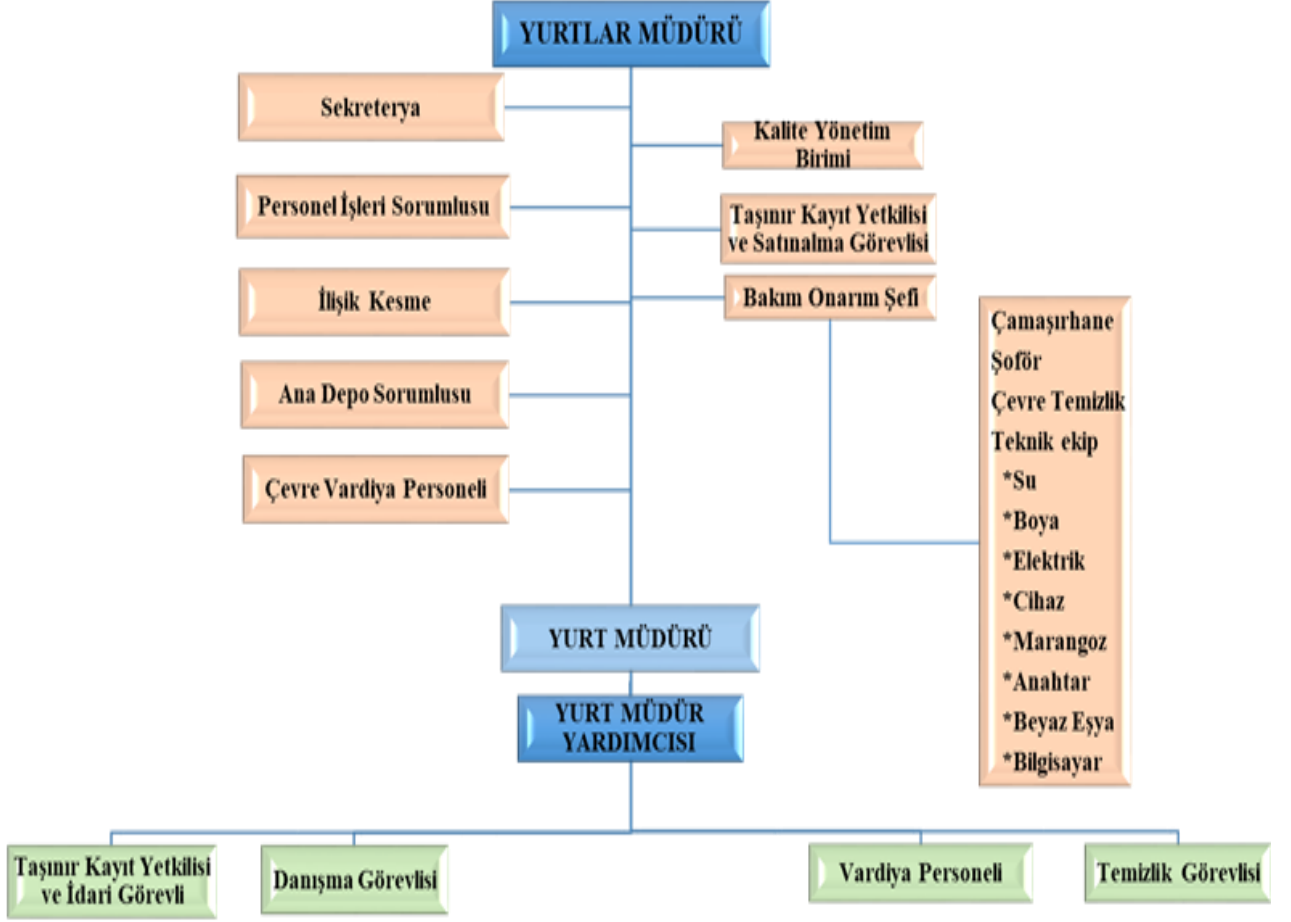 YURTLAR MÜDÜRÜ
Sekreterya
Kalite Yönetim
Birimi
Personel İşleri Sorumlusu
Taşınır Kayıt Yetkilisi
ve Satınalma Görevlisi
İlişik Kesme
Bakım Onarım Şefi
Ana Depo Sorumlusu
Çevre Vardiya Personeli
Çamaşırhane
Şoför
Çevre Temizlik
Teknik ekip
*Su
*Boya
*Elektrik
*Cihaz
*Marangoz
*Anahtar
*Beyaz Eşya
*Bilgisayar
YURT MÜDÜRÜ
YURT MÜDÜR
YARDIMCISI
Taşınır Kayıt Yetkilisi
ve İdari Görevli
Danışma Görevlisi
Vardiya Personeli
Temizlik Görevlisi